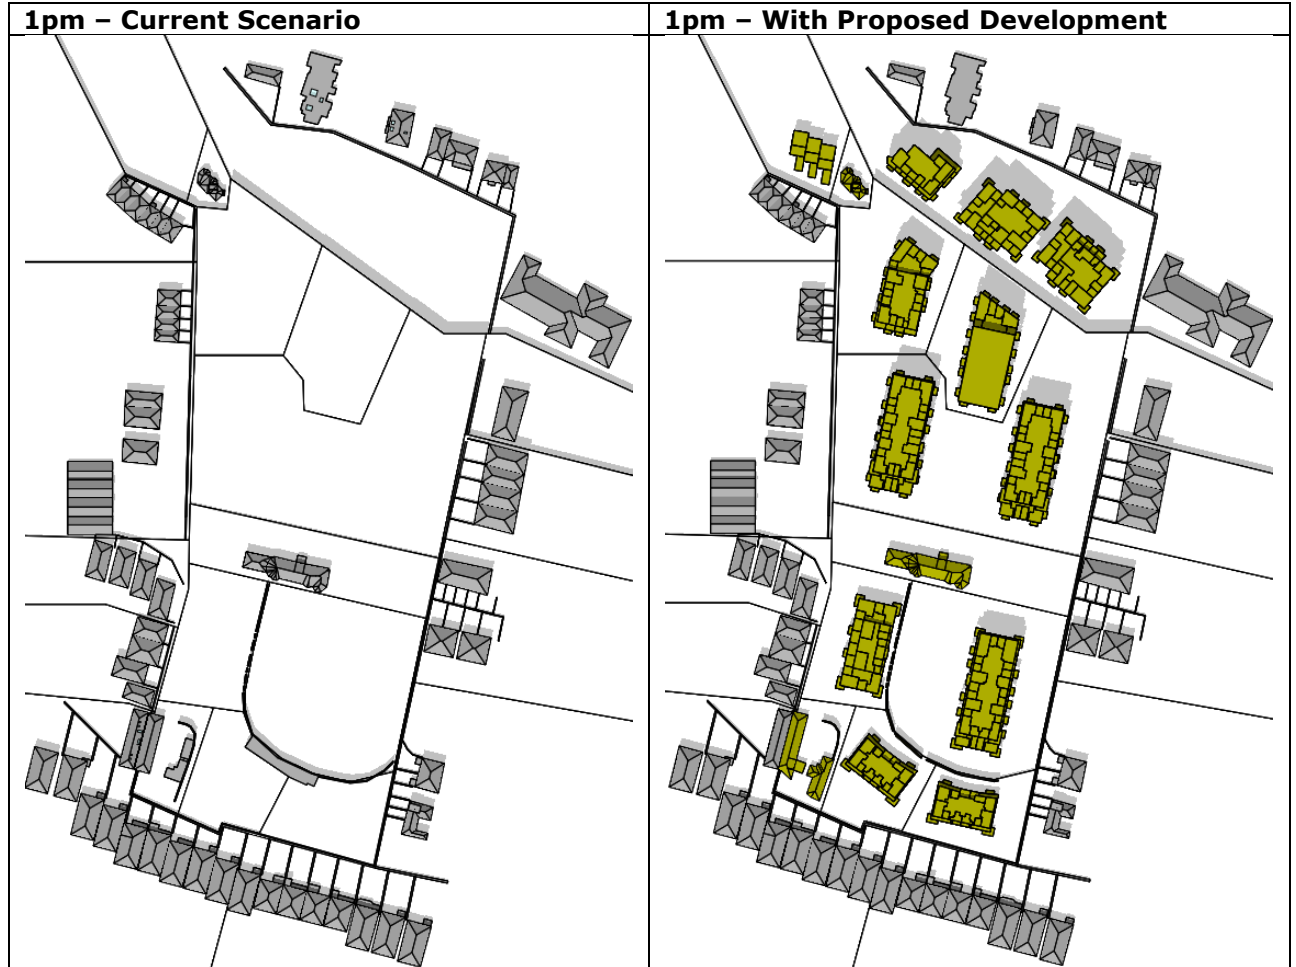 1pm – Current Scenario
1pm – With Proposed Development